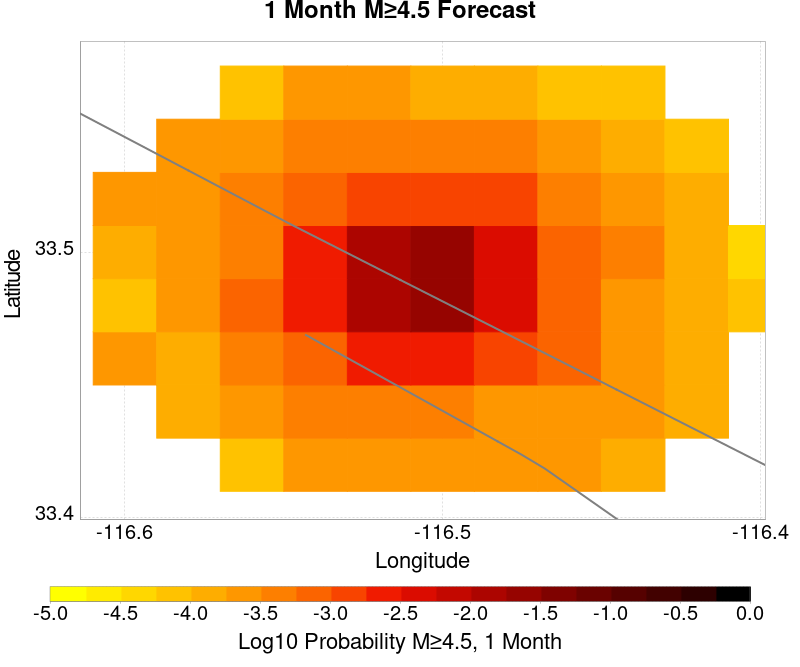 1 Month M≥4.5 Forecast
Latitude
33.5
33.4
-116.6 -116.5 -116.4
Longitude
-5.0 -4.5 -4.0 -3.5 -3.0 -2.5 -2.0 -1.5 -1.0 -0.5 0.0
Log10 Probability M≥4.5, 1 Month